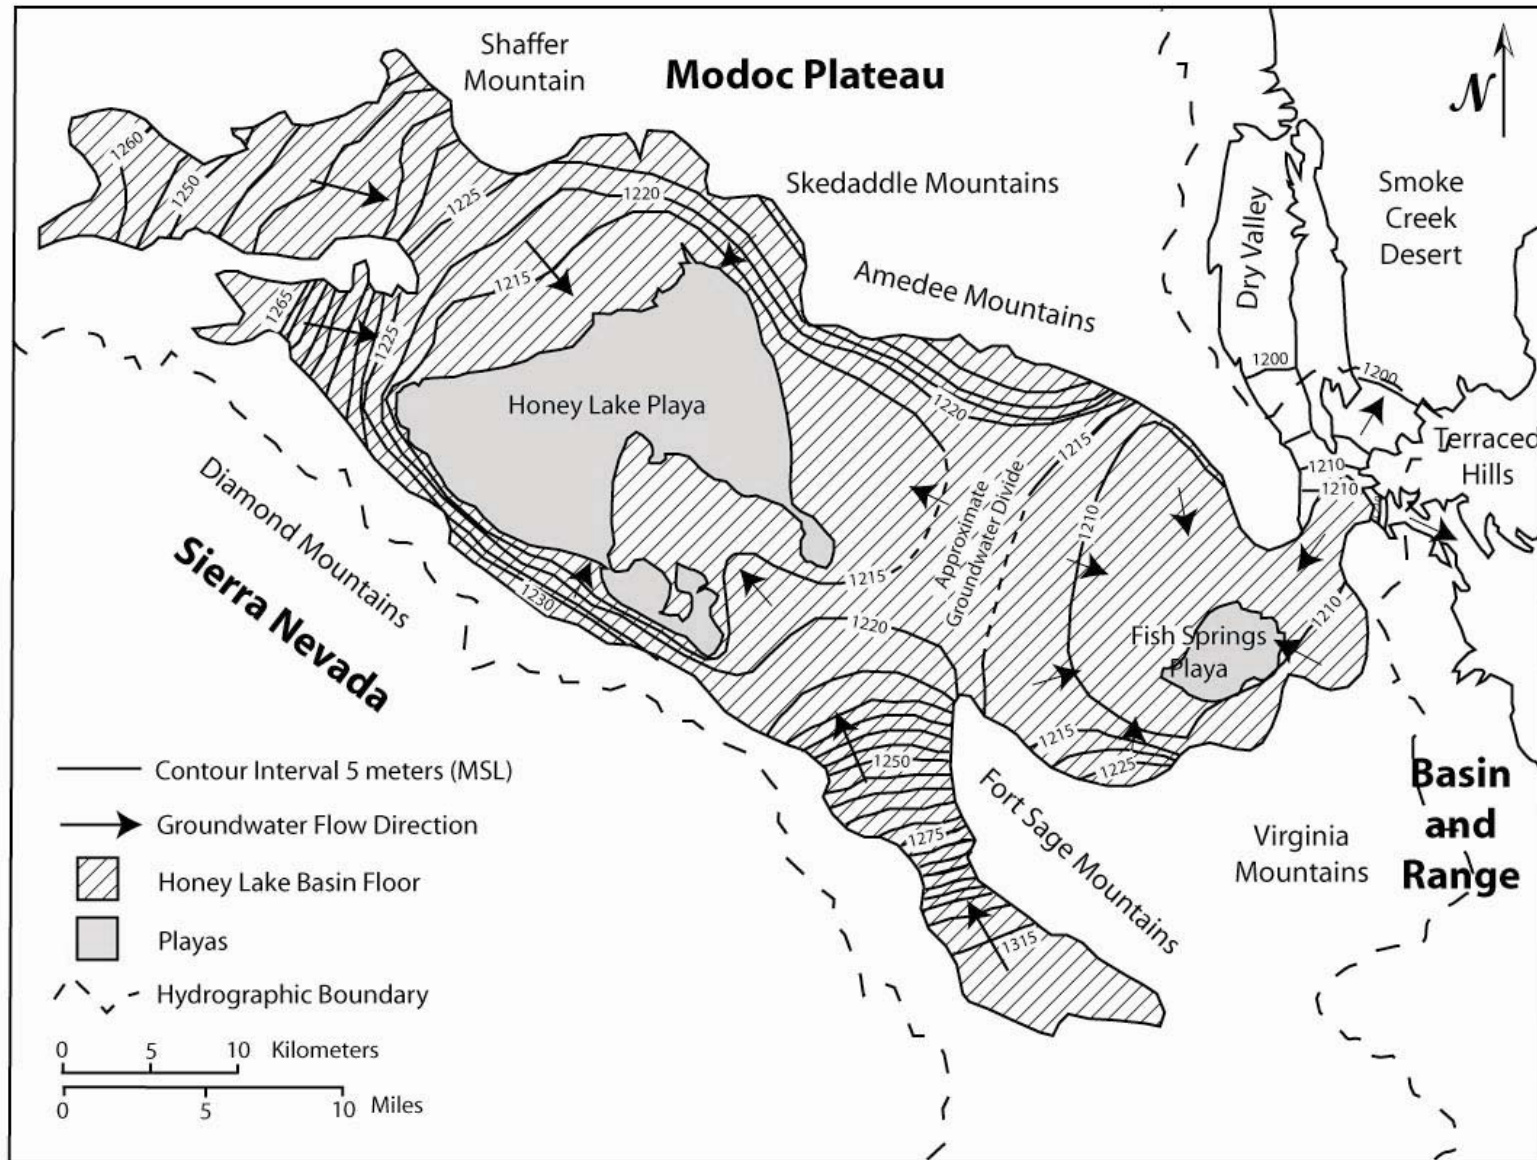 Shaffer
Mountain
Modoc Plateau
N
Skedaddle Mountains
Smoke
Creek
Desert
Dry Valley
Amedee Mountains
1260
1250
1225
1220
1215
1265
1225
1200
1200
Honey Lake Playa
1220
1215
Terraced
Hills
1210
1210
Diamond Mountains
Sierra Nevada
Approximate
Groundwater Divide
1210
1215
1230
1220
1210
Fish Springs
Playa
1215
1225
1250
1275
1315
Fort Sage Mountains
Virginia
Mountains
Basin
and
Range
Contour Interval 5 meters (MSL)
Groundwater Flow Direction
Honey Lake Basin Floor
Playas
Hydrographic Boundary
0 5 10 Kilometers
0 5 10 Miles